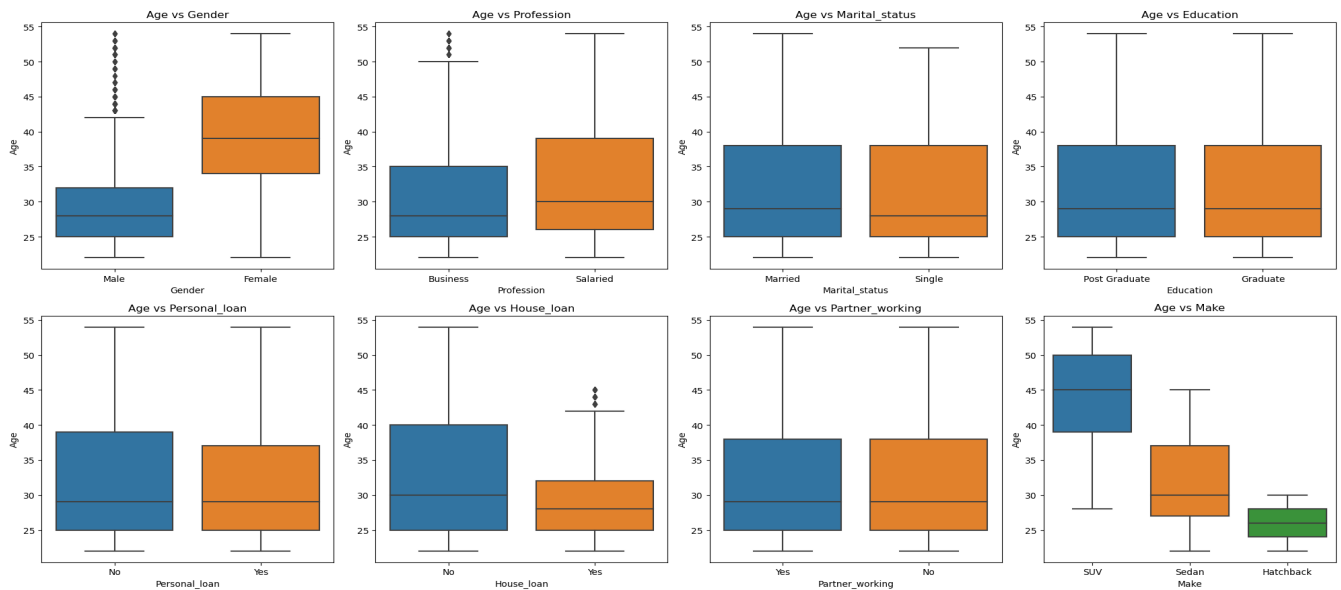 Age vs Gender
55
50
45
40
35
30
25
Age
Male Female
Gender
Age vs Profession
55
50
45
40
35
30
25
Age
Business Salaried
Profession
Age vs Marital_status
55
50
45
40
35
30
25
Age
Married Single
Marital_status
Age vs Education
55
50
45
40
35
30
25
Age
Post Graduate Graduate
Education
Age vs Personal_loan
55
50
45
40
35
30
25
Age
No Yes
Personal_loan
Age vs House_loan
55
50
45
40
35
30
25
Age
No Yes
House_loan
Age vs Partner_working
55
50
45
40
35
30
25
Age
Yes No
Partner_working
Age vs Make
55
50
45
40
35
30
25
Age
SUV Sedan Hatchback
Make